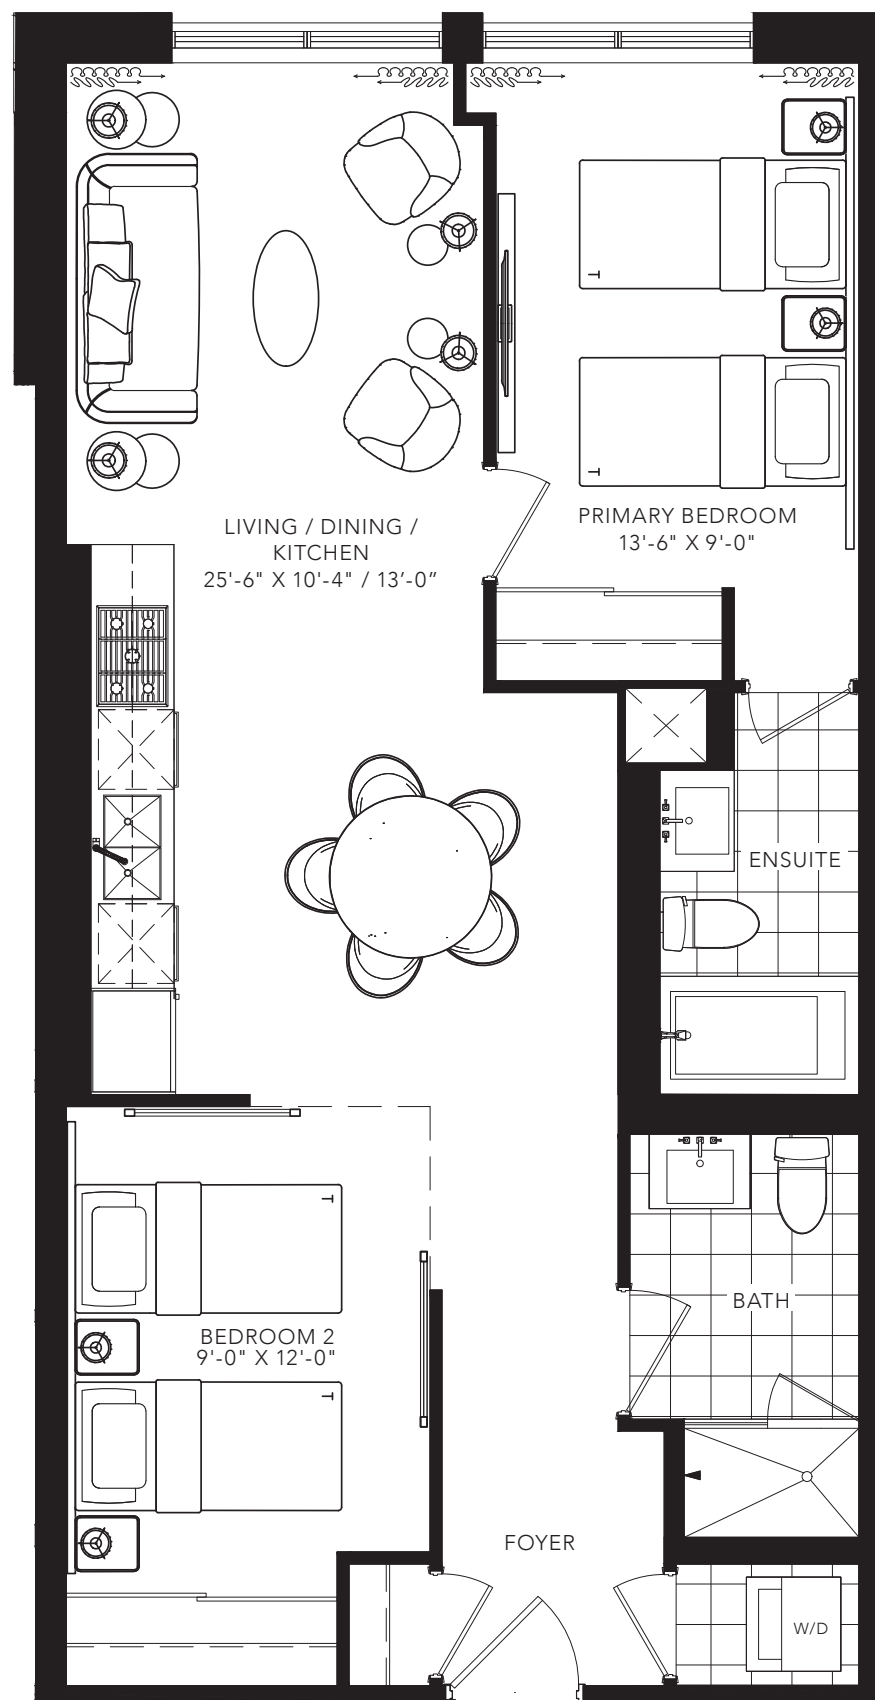 LIVING / DINING /
KITCHEN
25'-6" X 10'-4" / 13’-0”
PRIMARY BEDROOM
13'-6" X 9'-0"
ENSUITE
BATH
BEDROOM 2
9'-0" X 12'-0"
FOYER
W/D